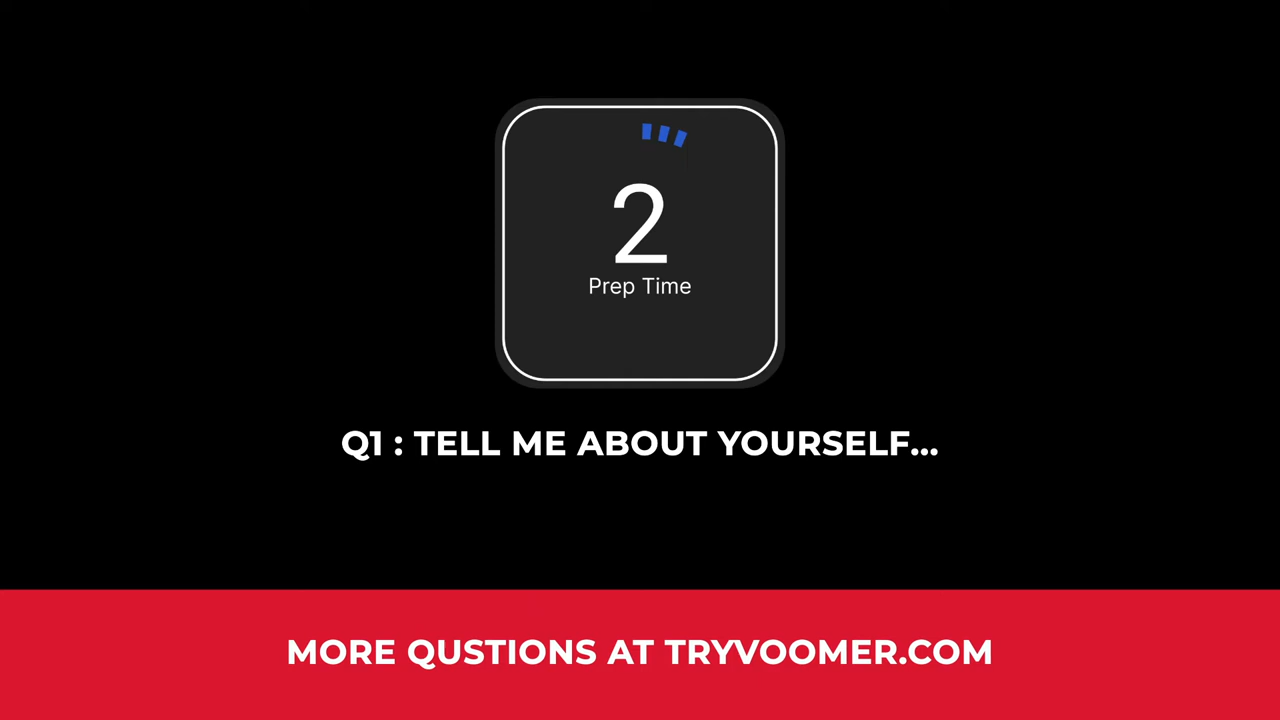 2
Prep Time
Q1 : TELL ME ABOUT YOURSELF...
MORE QUSTIONS AT TRYVOOMER.COM